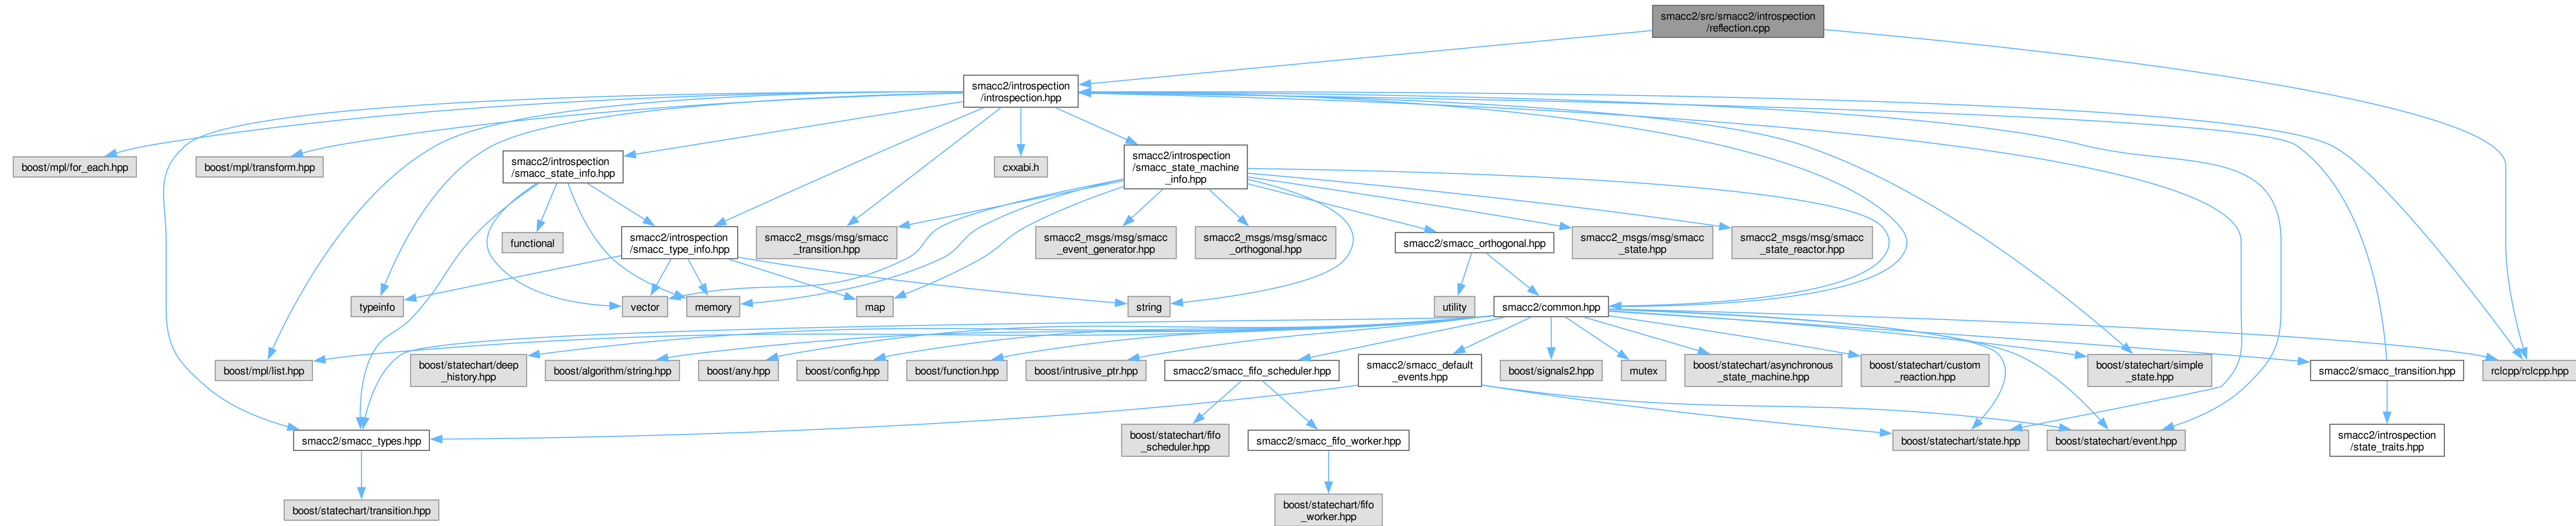 smacc2/src/smacc2/introspection
/reflection.cpp
smacc2/introspection
/introspection.hpp
boost/mpl/for_each.hpp
boost/mpl/transform.hpp
smacc2/introspection
/smacc_state_info.hpp
cxxabi.h
smacc2/introspection
/smacc_state_machine
_info.hpp
functional
smacc2/introspection
/smacc_type_info.hpp
smacc2_msgs/msg/smacc
_transition.hpp
smacc2_msgs/msg/smacc
_event_generator.hpp
smacc2_msgs/msg/smacc
_orthogonal.hpp
smacc2/smacc_orthogonal.hpp
smacc2_msgs/msg/smacc
_state.hpp
smacc2_msgs/msg/smacc
_state_reactor.hpp
typeinfo
vector
memory
map
string
utility
smacc2/common.hpp
boost/mpl/list.hpp
boost/statechart/deep
_history.hpp
boost/algorithm/string.hpp
boost/any.hpp
boost/config.hpp
boost/function.hpp
boost/intrusive_ptr.hpp
smacc2/smacc_fifo_scheduler.hpp
smacc2/smacc_default
_events.hpp
boost/signals2.hpp
mutex
boost/statechart/asynchronous
_state_machine.hpp
boost/statechart/custom
_reaction.hpp
boost/statechart/simple
_state.hpp
smacc2/smacc_transition.hpp
rclcpp/rclcpp.hpp
smacc2/smacc_types.hpp
boost/statechart/fifo
_scheduler.hpp
smacc2/smacc_fifo_worker.hpp
boost/statechart/state.hpp
boost/statechart/event.hpp
smacc2/introspection
/state_traits.hpp
boost/statechart/transition.hpp
boost/statechart/fifo
_worker.hpp